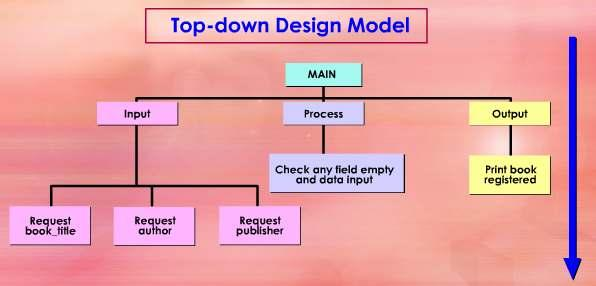 Top-down Design Model
MAIN
Input
Process
Output
Check any field empty
and data input
Print book
registered
Request
book_title
Request
author
Request
publisher